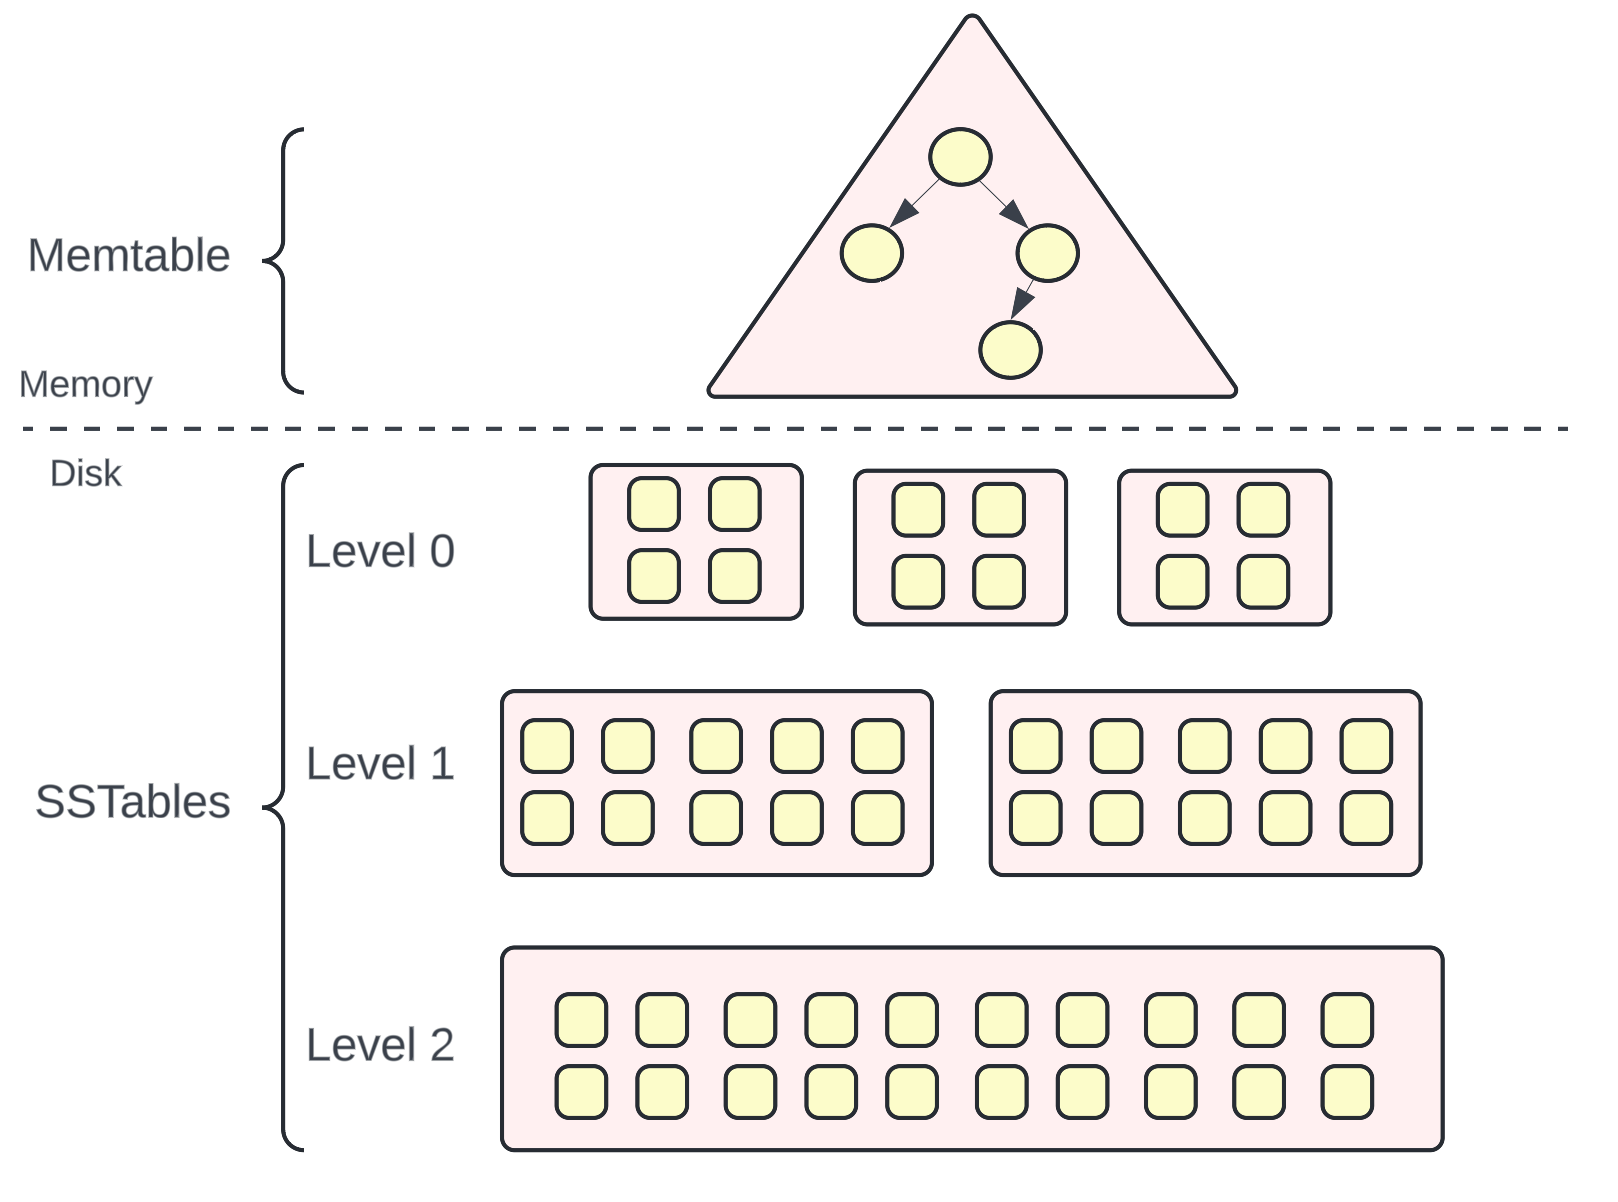 Memtable
Memory
Disk
Level 0
Level 1
SSTables
Level 2